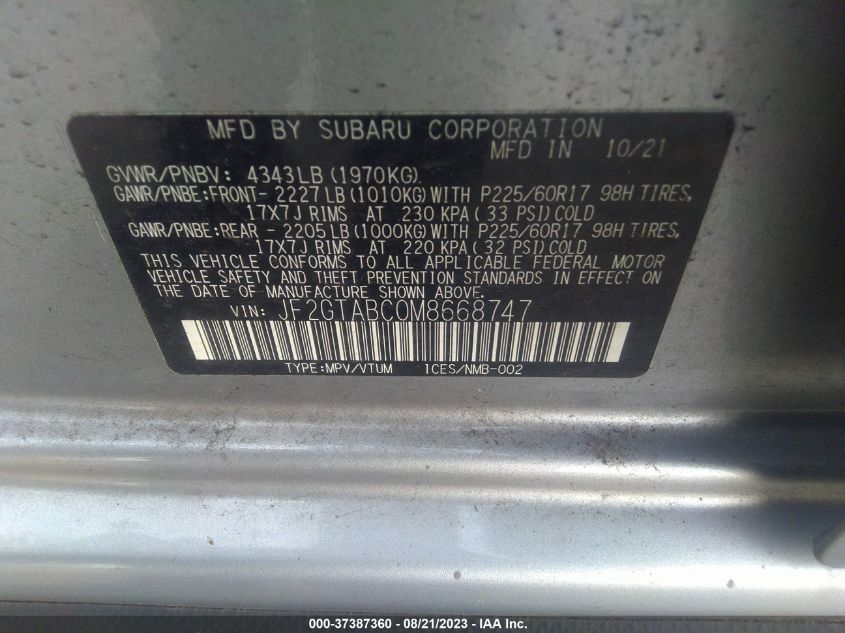 MFD BY SUBARU CORPORATION
MFD IN 10/21
GVWR/PNBV: 4343LB (1970KG)
GAWR/PNBE:FRONT- 2227LB (1010KG) WITH P225/60R17 98H TIRES,
17X7J RIMS AT 230 KPA (33 PSI) COLD
GAWR/PNBE:REAR - 2205LB (1000KG) WITH P225/60R17 98H TIRES,
17X7J RIMS AT 220 KPA (32 PSI) COLD
THIS VEHICLE CONFORMS TO ALL APPLICABLE FEDERAL MOTOR
VEHICLE SAFETY AND THEFT PREVENTION STANDARDS IN EFFECT ON
THE DATE OF MANUFACTURE SHOWN ABOVE.
VIN: JF2GTABC0M8668747
TYPE:MPV/VTUM ICES/NMB-002
000-37387360 - 08/21/2023 - IAA Inc.